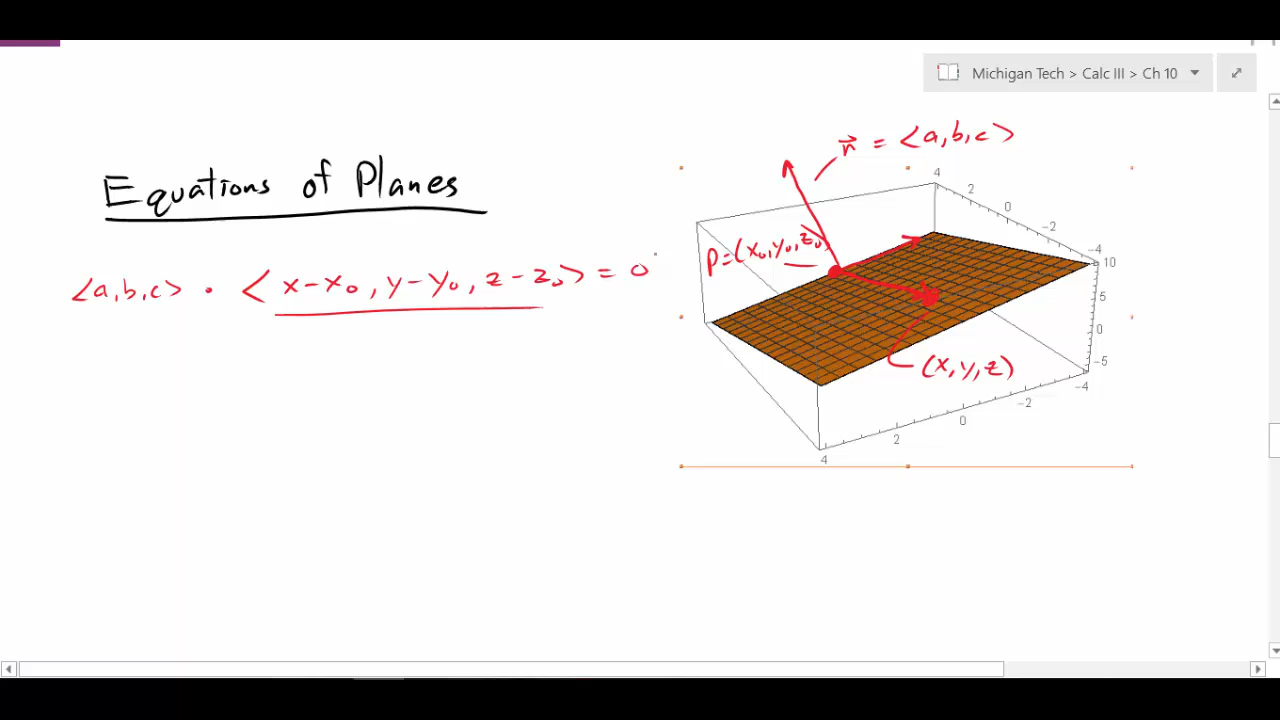 Michigan Tech > Calc III > Ch 10
Equations of Planes
<a,b,c> • <x-x₀, y-y₀, z-z₀> = 0
n⃗ = <a,b,c>
P=(x₀,y₀,z₀)
(x,y,z)
4
2
0
-2
-4
10
5
0
-5
-4
-2
0
2
4